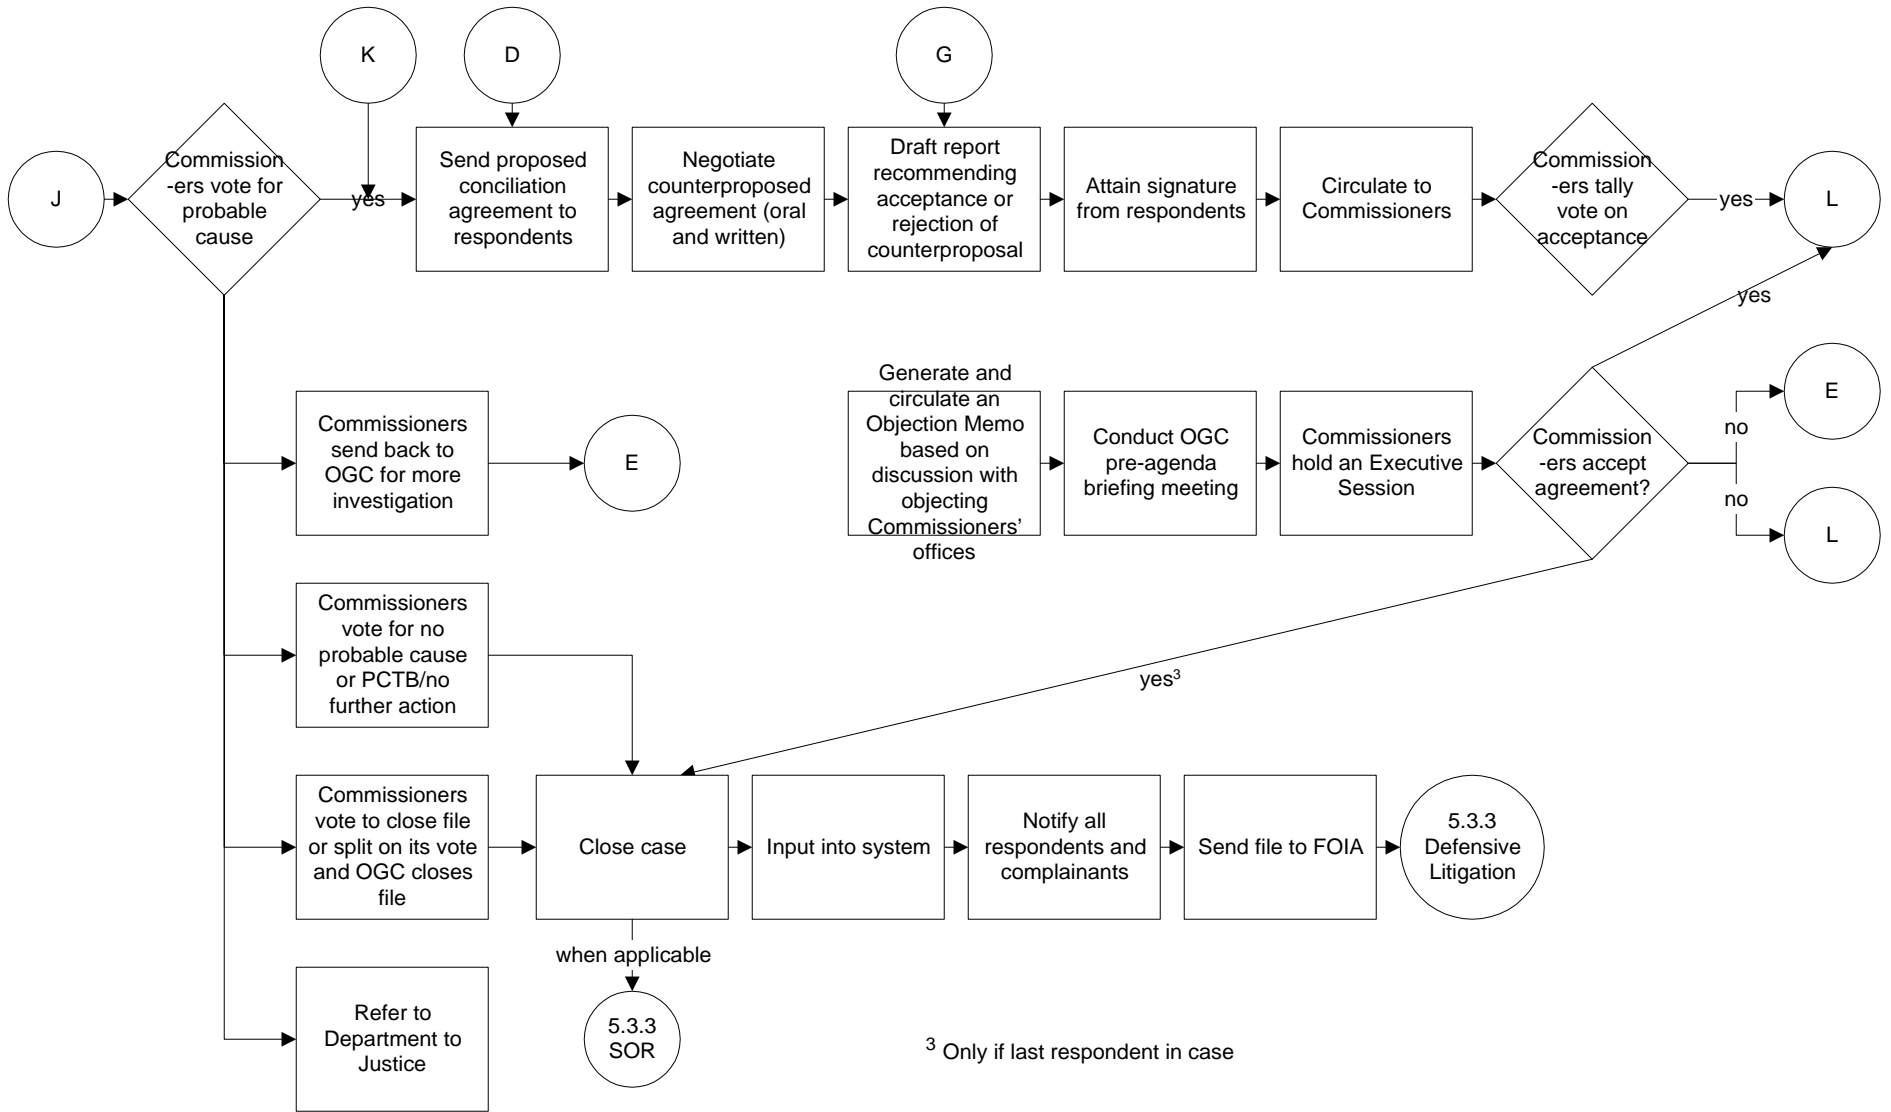 K
D
G
J
Commission
-ers vote for
probable
cause
yes
Send proposed
conciliation
agreement to
respondents
Negotiate
counterproposed
agreement (oral
and written)
Draft report
recommending
acceptance or
rejection of
counterproposal
Attain signature
from respondents
Circulate to
Commissioners
Commission
-ers tally
vote on
acceptance
yes
L
yes
Commissioners
send back to
OGC for more
investigation
E
Generate and
circulate an
Objection Memo
based on
discussion with
objecting
Commissioners’
offices
Conduct OGC
pre-agenda
briefing meeting
Commissioners
hold an Executive
Session
Commission
-ers accept
agreement?
no
no
E
L
Commissioners
vote for no
probable cause
or PCTB/no
further action
yes³
Commissioners
vote to close file
or split on its vote
and OGC closes
file
Close case
Input into system
Notify all
respondents and
complainants
Send file to FOIA
5.3.3
Defensive
Litigation
when applicable
Refer to
Department to
Justice
5.3.3
SOR
³ Only if last respondent in case